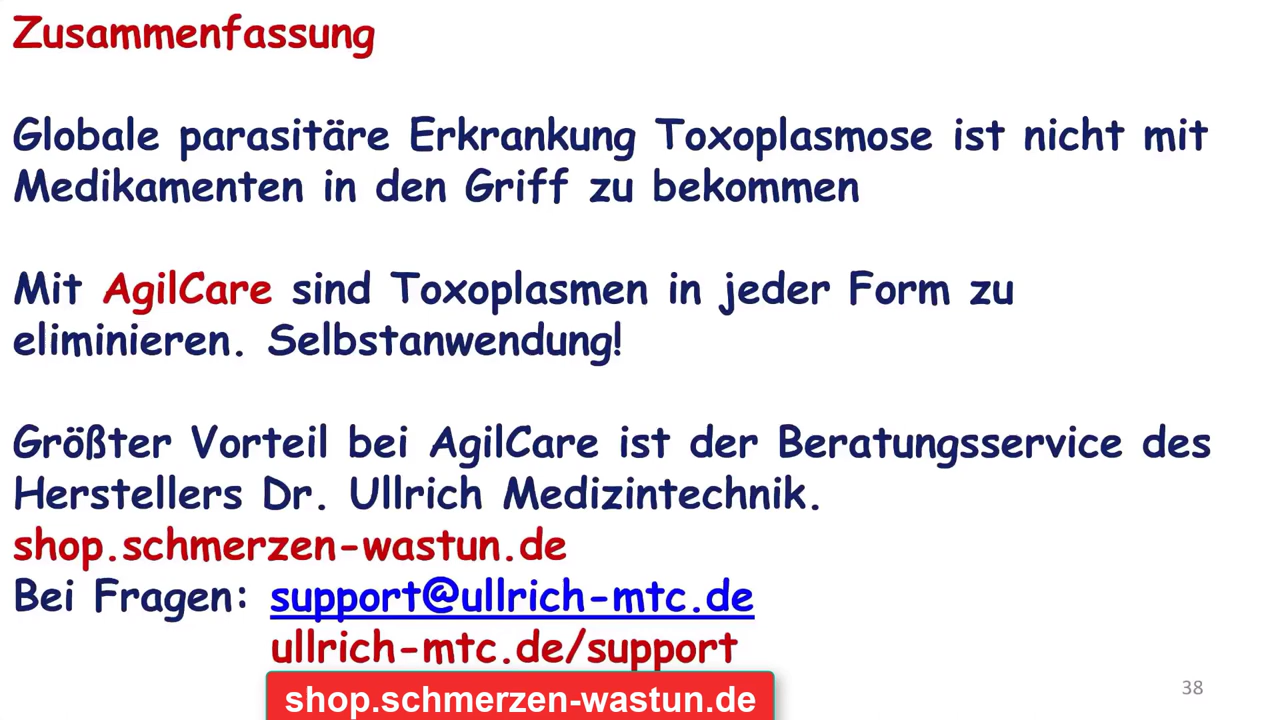 Zusammenfassung
Globale parasitäre Erkrankung Toxoplasmose ist nicht mit
Medikamenten in den Griff zu bekommen
Mit AgilCare sind Toxoplasmen in jeder Form zu
eliminieren. Selbstanwendung!
Größter Vorteil bei AgilCare ist der Beratungsservice des
Herstellers Dr. Ullrich Medizintechnik.
shop.schmerzen-wastun.de
Bei Fragen: support@ullrich-mtc.de
ullrich-mtc.de/support
shop.schmerzen-wastun.de
38